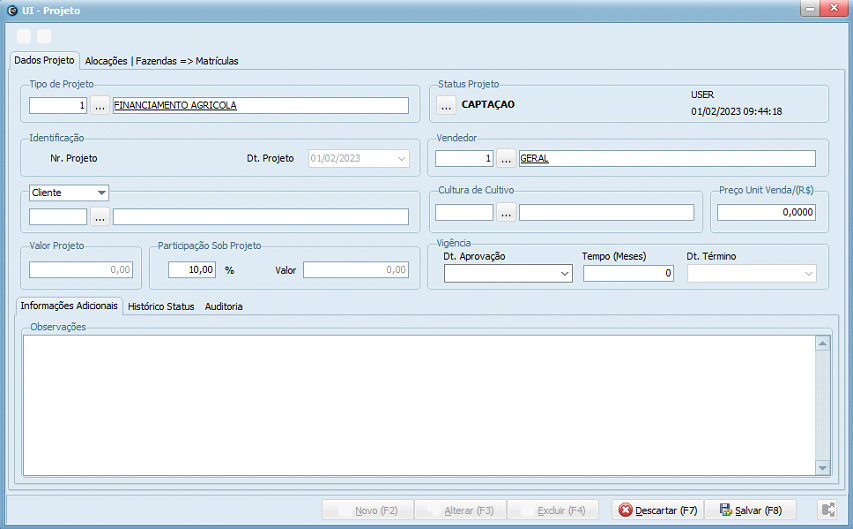 UI - Projeto
Dados Projeto
Alocações | Fazendas => Matrículas
Tipo de Projeto
1 ... FINANCIAMENTO AGRICOLA
Status Projeto
... CAPTAÇAO
USER
01/02/2023 09:44:18
Identificação
Nr. Projeto
Dt. Projeto 01/02/2023
Vendedor
1 ... GERAL
Cliente
...
Cultura de Cultivo
...
Preço Unit Venda/(R$)
0,0000
Valor Projeto
0,00
Participação Sob Projeto
10,00 % Valor 0,00
Vigência
Dt. Aprovação
Tempo (Meses)
0
Dt. Término
Informações Adicionais
Histórico Status
Auditoria
Observações
Novo (F2)
Alterar (F3)
Excluir (F4)
Descartar (F7)
Salvar (F8)